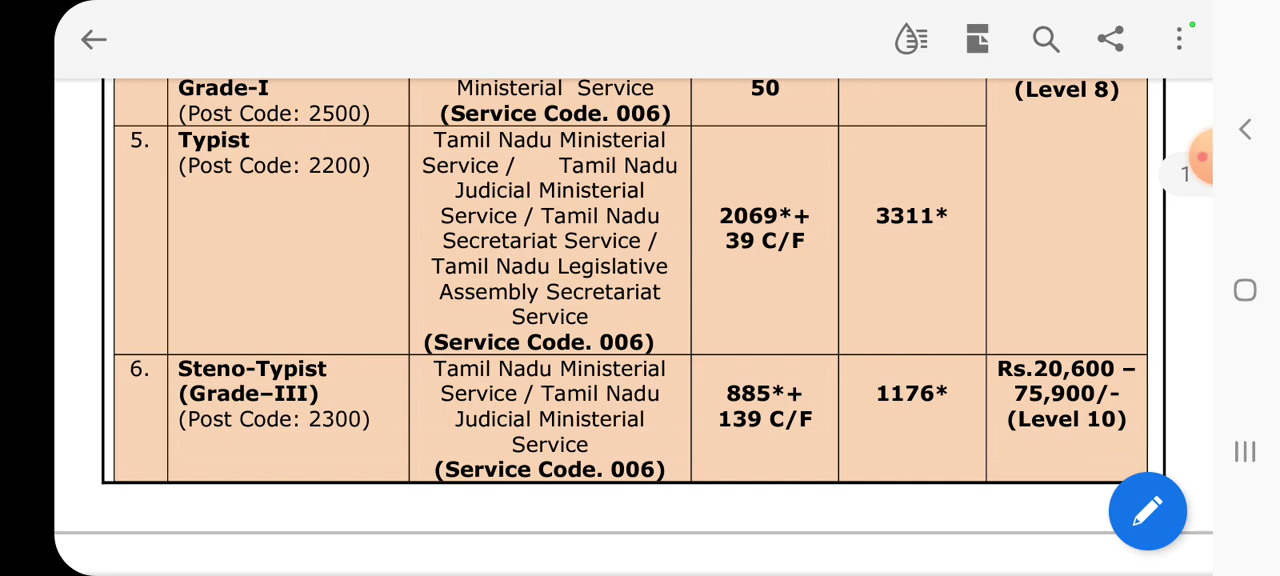 Grade-I
(Post Code: 2500)
Ministerial Service
(Service Code. 006)
50
(Level 8)
5.
Typist
(Post Code: 2200)
Tamil Nadu Ministerial
Service / Tamil Nadu
Judicial Ministerial
Service / Tamil Nadu
Secretariat Service /
Tamil Nadu Legislative
Assembly Secretariat
Service
(Service Code. 006)
2069*+
39 C/F
3311*
6.
Steno-Typist
(Grade–III)
(Post Code: 2300)
Tamil Nadu Ministerial
Service / Tamil Nadu
Judicial Ministerial
Service
(Service Code. 006)
885*+
139 C/F
1176*
Rs.20,600 –
75,900/-
(Level 10)
1